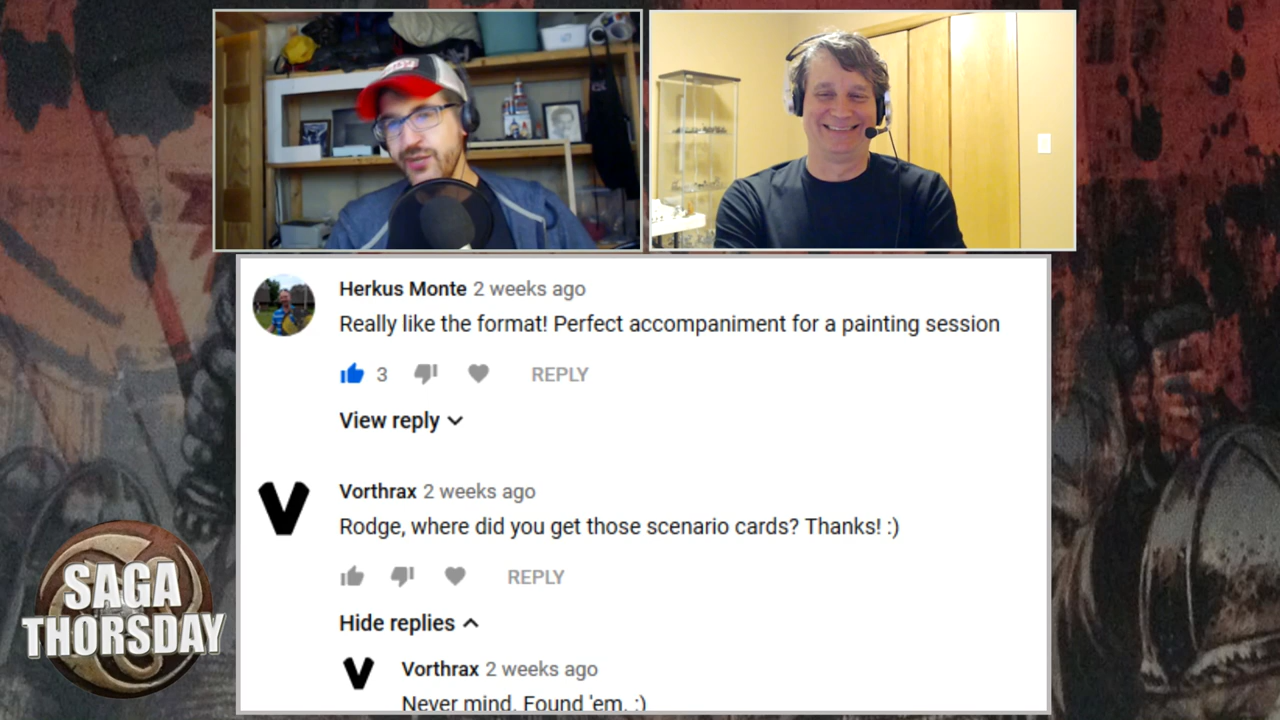 Herkus Monte 2 weeks ago
Really like the format! Perfect accompaniment for a painting session
3
REPLY
View reply
Vorthrax 2 weeks ago
Rodge, where did you get those scenario cards? Thanks! :)
REPLY
Hide replies
Vorthrax 2 weeks ago
Never mind. Found 'em. :)
SAGA
THORSDAY